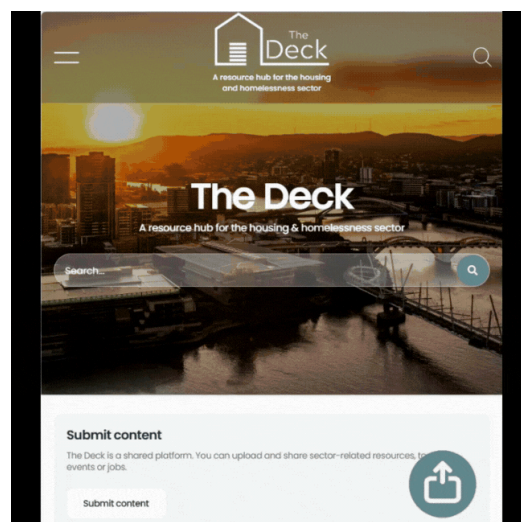 The
Deck
A resource hub for the housing
and homelessness sector
The Deck
A resource hub for the housing & homelessness sector
Search...
Submit content
The Deck is a shared platform. You can upload and share sector-related resources,
events or jobs.
Submit content